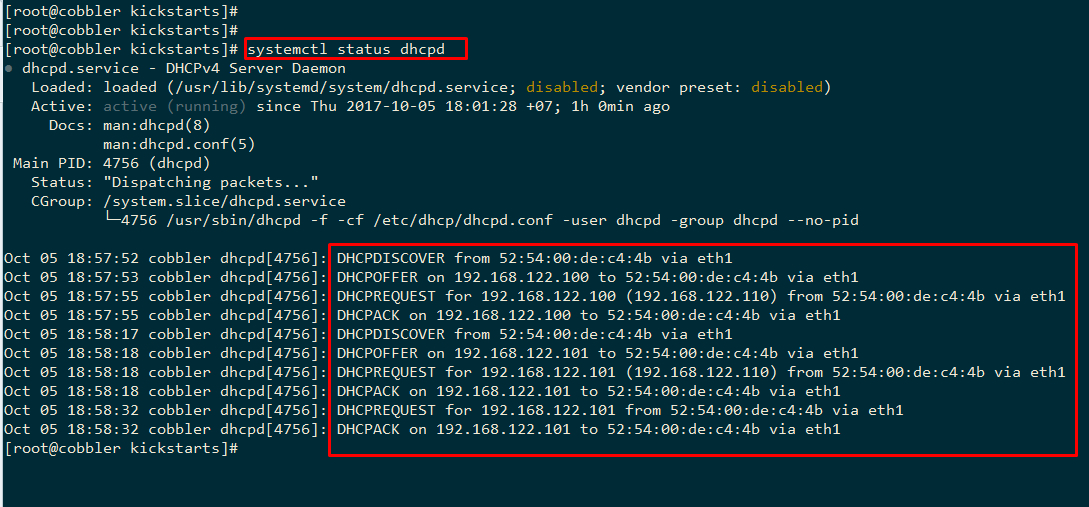 [root@cobbler kickstarts]#
[root@cobbler kickstarts]#
[root@cobbler kickstarts]# systemctl status dhcpd
● dhcpd.service - DHCPv4 Server Daemon
   Loaded: loaded (/usr/lib/systemd/system/dhcpd.service; disabled; vendor preset: disabled)
   Active: active (running) since Thu 2017-10-05 18:01:28 +07; 1h 0min ago
     Docs: man:dhcpd(8)
           man:dhcpd.conf(5)
 Main PID: 4756 (dhcpd)
   Status: "Dispatching packets..."
   CGroup: /system.slice/dhcpd.service
           └─4756 /usr/sbin/dhcpd -f -cf /etc/dhcp/dhcpd.conf -user dhcpd -group dhcpd --no-pid
Oct 05 18:57:52 cobbler dhcpd[4756]: DHCPDISCOVER from 52:54:00:de:c4:4b via eth1
Oct 05 18:57:53 cobbler dhcpd[4756]: DHCPOFFER on 192.168.122.100 to 52:54:00:de:c4:4b via eth1
Oct 05 18:57:55 cobbler dhcpd[4756]: DHCPREQUEST for 192.168.122.100 (192.168.122.110) from 52:54:00:de:c4:4b via eth1
Oct 05 18:57:55 cobbler dhcpd[4756]: DHCPACK on 192.168.122.100 to 52:54:00:de:c4:4b via eth1
Oct 05 18:58:17 cobbler dhcpd[4756]: DHCPDISCOVER from 52:54:00:de:c4:4b via eth1
Oct 05 18:58:18 cobbler dhcpd[4756]: DHCPOFFER on 192.168.122.101 to 52:54:00:de:c4:4b via eth1
Oct 05 18:58:18 cobbler dhcpd[4756]: DHCPREQUEST for 192.168.122.101 (192.168.122.110) from 52:54:00:de:c4:4b via eth1
Oct 05 18:58:18 cobbler dhcpd[4756]: DHCPACK on 192.168.122.101 to 52:54:00:de:c4:4b via eth1
Oct 05 18:58:32 cobbler dhcpd[4756]: DHCPREQUEST for 192.168.122.101 from 52:54:00:de:c4:4b via eth1
Oct 05 18:58:32 cobbler dhcpd[4756]: DHCPACK on 192.168.122.101 to 52:54:00:de:c4:4b via eth1
[root@cobbler kickstarts]#